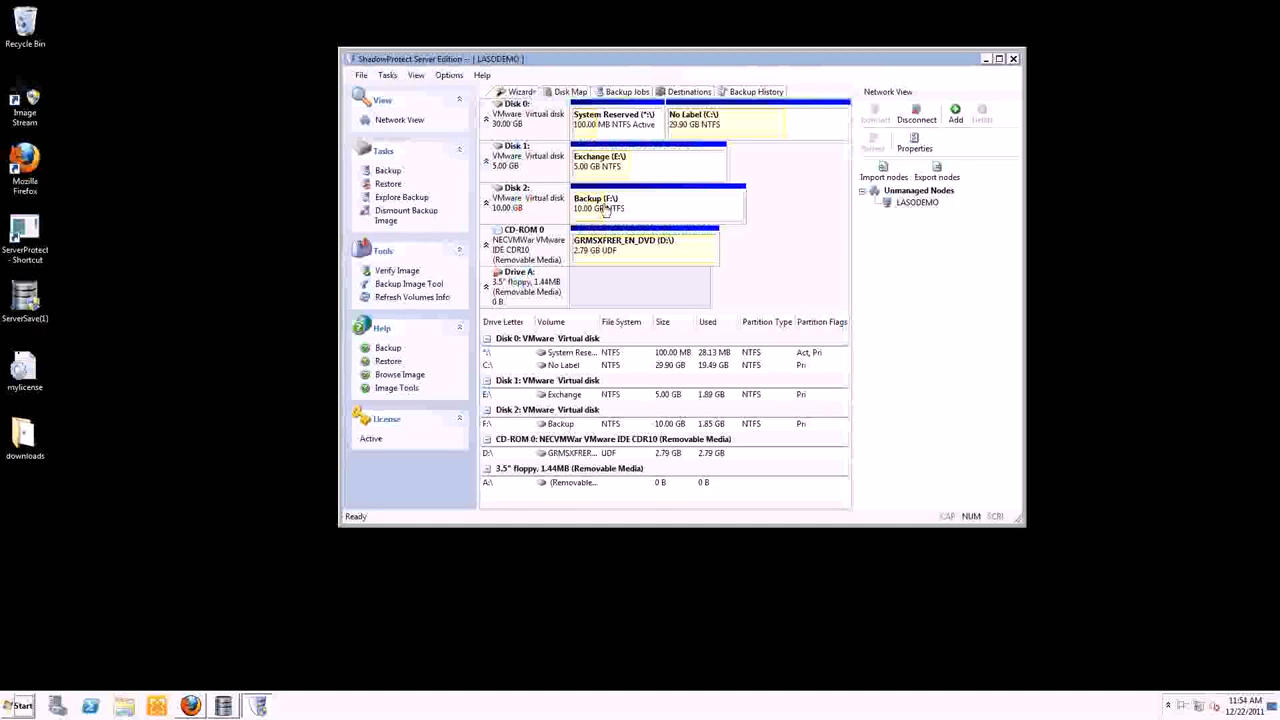 Recycle Bin
Image
Stream
Mozilla
Firefox
ServerProtect
- Shortcut
ServerSave(1)
mylicense
downloads
ShadowProtect Server Edition -- [ LASODEMO ]
File Tasks View Options Help
View
Network View
Tasks
Backup
Restore
Explore Backup
Dismount Backup
Image
Tools
Verify Image
Backup Image Tool
Refresh Volumes Info
Help
Backup
Restore
Browse Image
Image Tools
License
Active
Wizards Disk Map Backup Jobs Destinations Backup History
Disk 0:
VMware Virtual disk
30.00 GB
System Reserved (*:\)
100.00 MB NTFS Active
No Label (C:\)
29.90 GB NTFS
Disk 1:
VMware Virtual disk
5.00 GB
Exchange (E:\)
5.00 GB NTFS
Disk 2:
VMware Virtual disk
10.00 GB
Backup (F:\)
10.00 GB NTFS
CD-ROM 0
NECVMWar VMware
IDE CDR10
(Removable Media)
GRMSXFRER_EN_DVD (D:\)
2.79 GB UDF
Drive A:
3.5" floppy, 1.44MB
(Removable Media)
0 B
Drive Letter Volume File System Size Used Partition Type Partition Flags
Disk 0: VMware Virtual disk
*:\ System Rese... NTFS 100.00 MB 28.13 MB NTFS Act, Pri
C:\ No Label NTFS 29.90 GB 19.49 GB NTFS Pri
Disk 1: VMware Virtual disk
E:\ Exchange NTFS 5.00 GB 1.89 GB NTFS Pri
Disk 2: VMware Virtual disk
F:\ Backup NTFS 10.00 GB 1.85 GB NTFS Pri
CD-ROM 0: NECVMWar VMware IDE CDR10 (Removable Media)
D:\ GRMSXFRER... UDF 2.79 GB 2.79 GB
3.5" floppy, 1.44MB (Removable Media)
A:\ (Removable... 0 B 0 B
Network View
Disconnect Add
Properties
Import nodes Export nodes
Unmanaged Nodes
LASODEMO
Ready
CAP NUM SCRL
Start
11:54 AM
12/22/2011